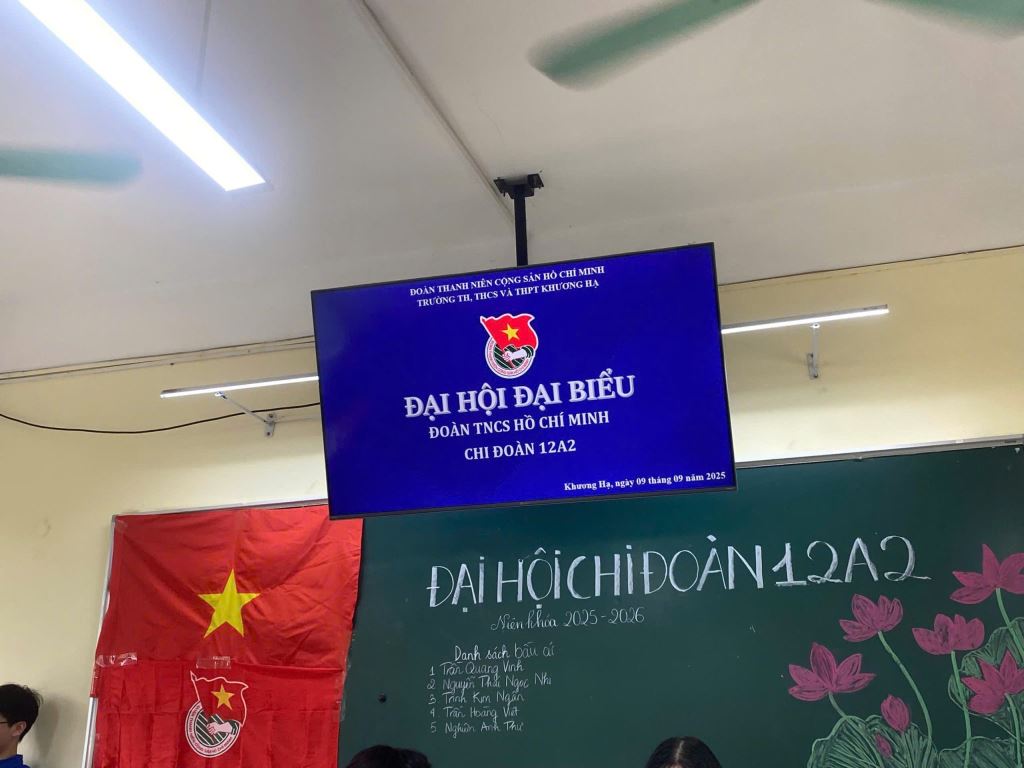 ĐOÀN THANH NIÊN CỘNG SẢN HỒ CHÍ MINH
TRƯỜNG TH, THCS VÀ THPT KHƯƠNG HẠ
ĐẠI HỘI ĐẠI BIỂU
ĐOÀN TNCS HỒ CHÍ MINH
CHI ĐOÀN 12A2
Khương Hạ, ngày 09 tháng 09 năm 2025
ĐẠI HỘI CHI ĐOÀN 12A2
Niên khóa 2025-2026
Danh sách bầu cử
1 Trần Quang Vinh
2 Nguyễn Thái Ngọc Nhi
3 Trịnh Kim Ngân
4 Trần Hoàng Việt
5 Nghiêm Anh Thư